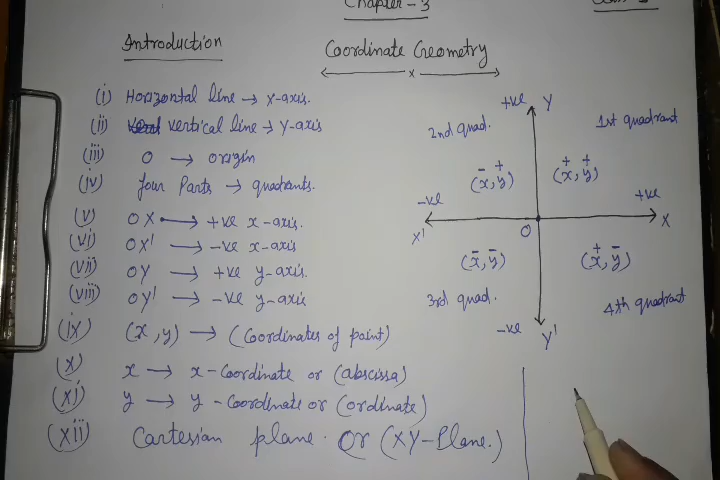 Chapter - 3
Introduction
Coordinate Geometry
x
(i) Horizontal line → x-axis.
(ii) vertical line → y-axis
(iii) O → origin
(iv) four Parts → quadrants.
(v) OX → +ve x-axis.
(vi) OX' → -ve x-axis
(vii) OY → +ve y-axis.
(viii) OY' → -ve y-axis
(ix) (x, y) → (Coordinates of point)
(x) x → x-Coordinate or (abscissa)
(xi) y → y-Coordinate or (ordinate)
(xii) Cartesian plane. Or (XY-Plane.)
+ve Y
2nd quad.
1st quadrant
- +
(x, y)
+ +
(x, y)
-ve
+ve
X'
O
X
- -
(x, y)
+ -
(x, y)
3rd quad.
4th quadrant
-ve
Y'